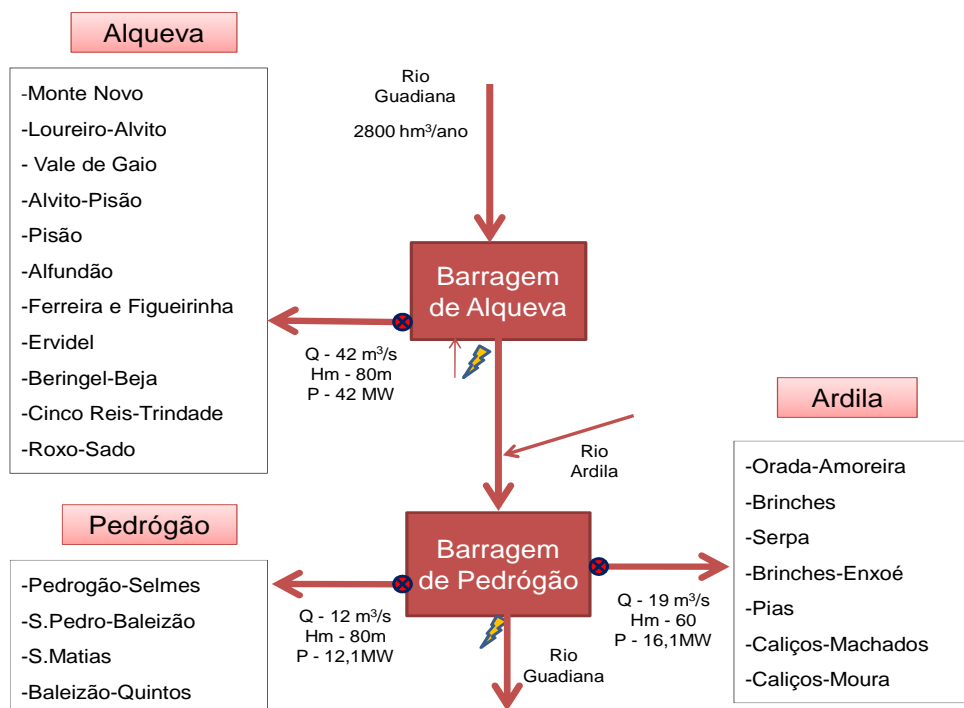 Alqueva
-Monte Novo
-Loureiro-Alvito
- Vale de Gaio
-Alvito-Pisão
-Pisão
-Alfundão
-Ferreira e Figueirinha
-Ervidel
-Beringel-Beja
-Cinco Reis-Trindade
-Roxo-Sado
Rio
Guadiana
2800 hm³/ano
Barragem
de Alqueva
Q - 42 m³/s
Hm - 80m
P - 42 MW
Rio
Ardila
Ardila
-Orada-Amoreira
-Brinches
-Serpa
-Brinches-Enxoé
-Pias
-Caliços-Machados
-Caliços-Moura
Pedrógão
-Pedrogão-Selmes
-S.Pedro-Baleizão
-S.Matias
-Baleizão-Quintos
Barragem
de Pedrógão
Q - 12 m³/s
Hm - 80m
P - 12,1MW
Q - 19 m³/s
Hm - 60
P - 16,1MW
Rio
Guadiana